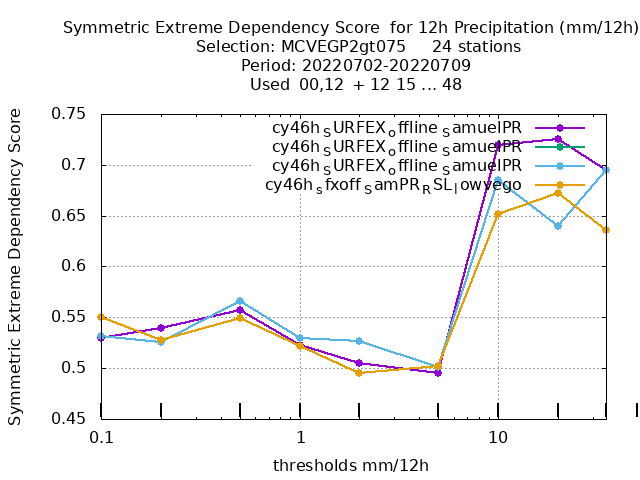 Symmetric Extreme Dependency Score  for 12h Precipitation (mm/12h)
Selection: MCVEGP2gt075     24 stations
Period: 20220702-20220709
Used  00,12  + 12 15 ... 48
Symmetric Extreme Dependency Score
0.75
0.7
0.65
0.6
0.55
0.5
0.45
cy46h_SURFEX_offline_SamuelPR
cy46h_SURFEX_offline_SamuelPR
cy46h_SURFEX_offline_SamuelPR
cy46h_sfxoff_SamPR_RSL_lowvego
0.1 1 10
thresholds mm/12h